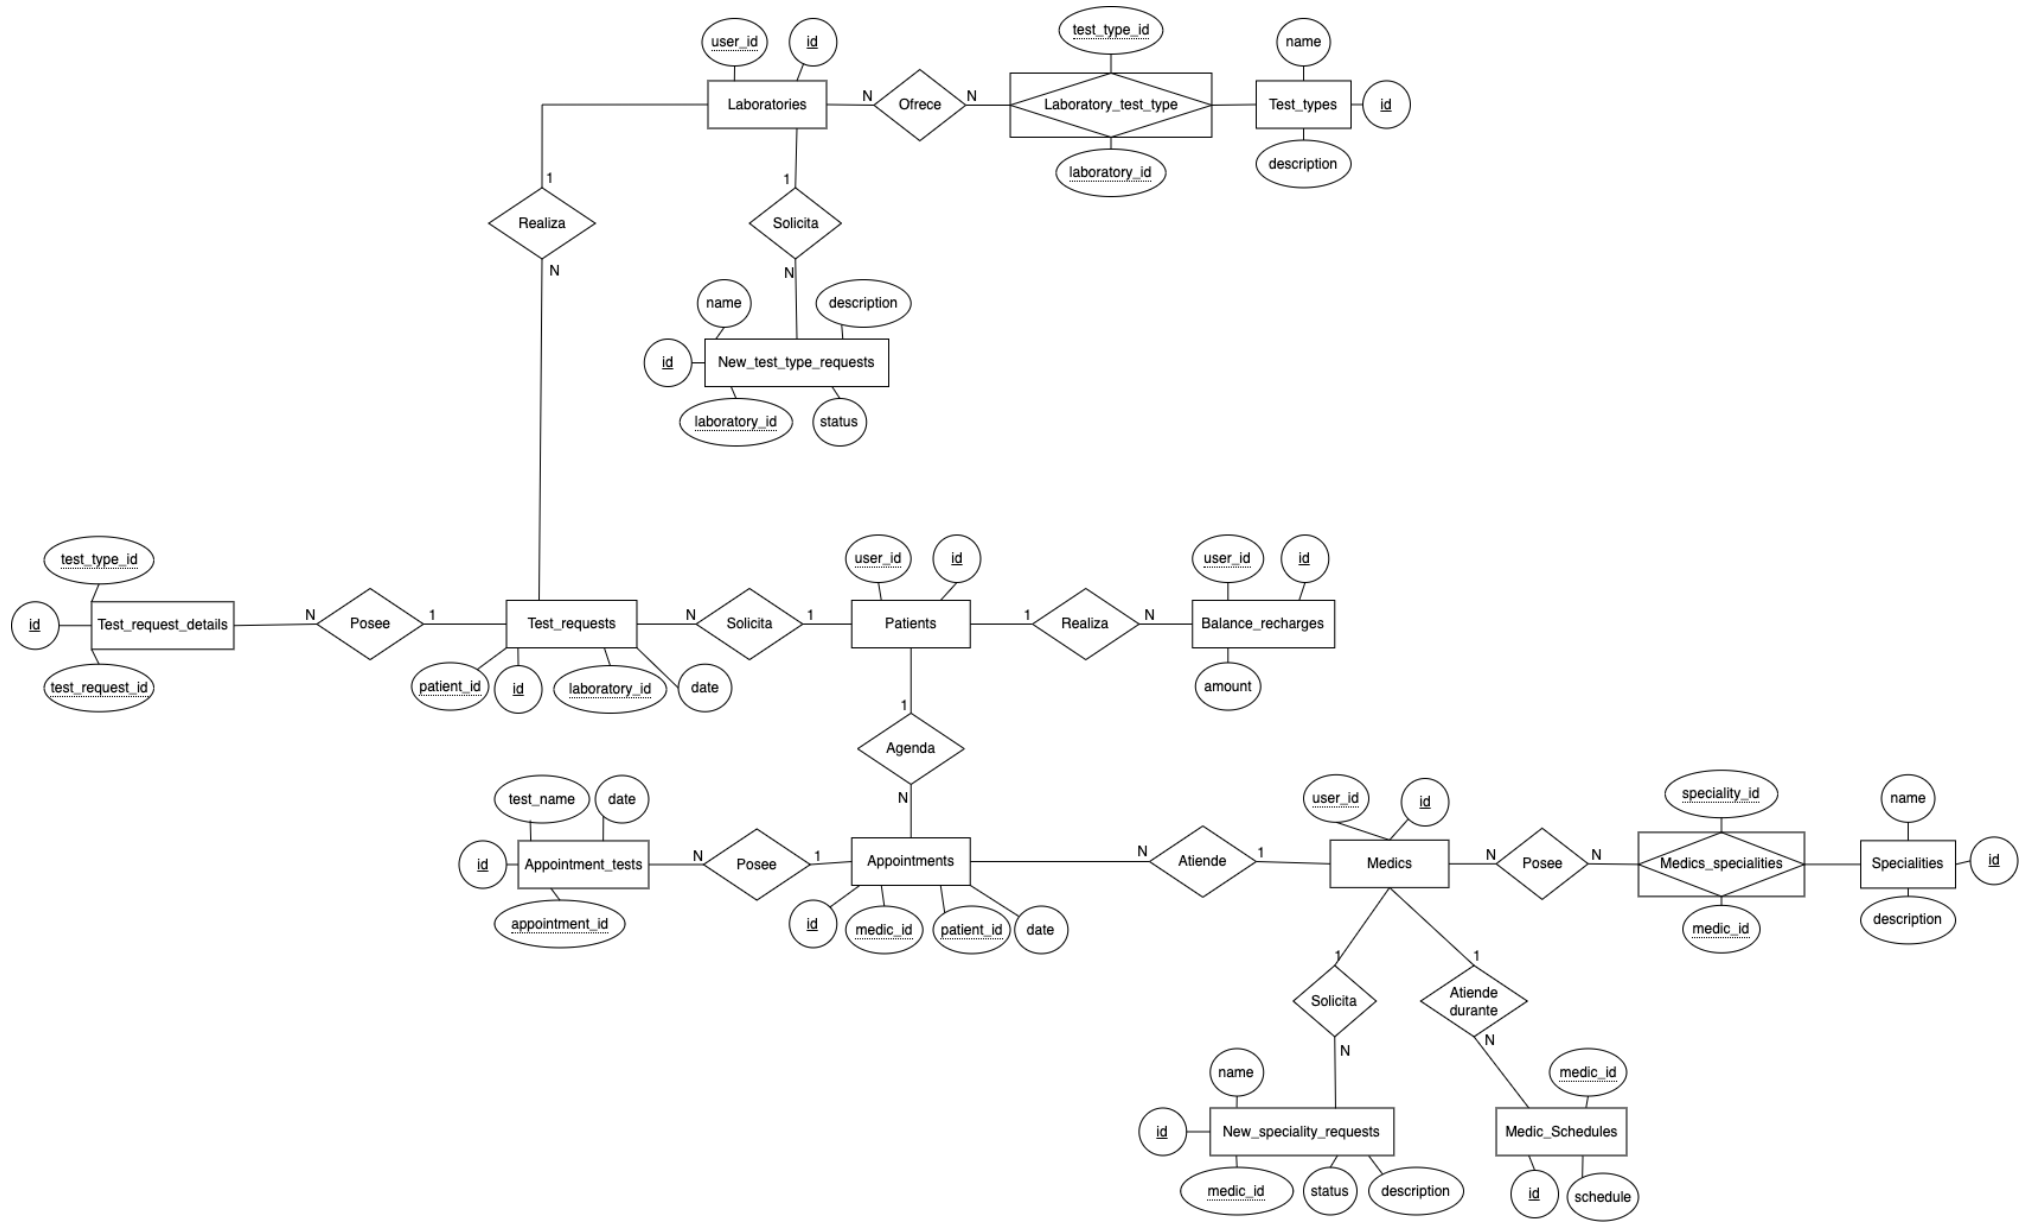 test_type_id
user_id
id
name
Laboratories
N
Ofrece
N
Laboratory_test_type
Test_types
id
laboratory_id
description
1
1
Realiza
Solicita
N
N
name
description
id
New_test_type_requests
laboratory_id
status
test_type_id
user_id
id
user_id
id
id
Test_request_details
N
Posee
1
Test_requests
N
Solicita
1
Patients
1
Realiza
N
Balance_recharges
test_request_id
patient_id
id
laboratory_id
date
amount
1
Agenda
N
test_name
date
user_id
id
speciality_id
name
id
Appointment_tests
N
Posee
1
Appointments
N
Atiende
1
Medics
N
Posee
N
Medics_specialities
Specialities
id
appointment_id
id
medic_id
patient_id
date
medic_id
description
1
1
Solicita
Atiende
durante
N
N
name
medic_id
id
New_speciality_requests
Medic_Schedules
medic_id
status
description
id
schedule